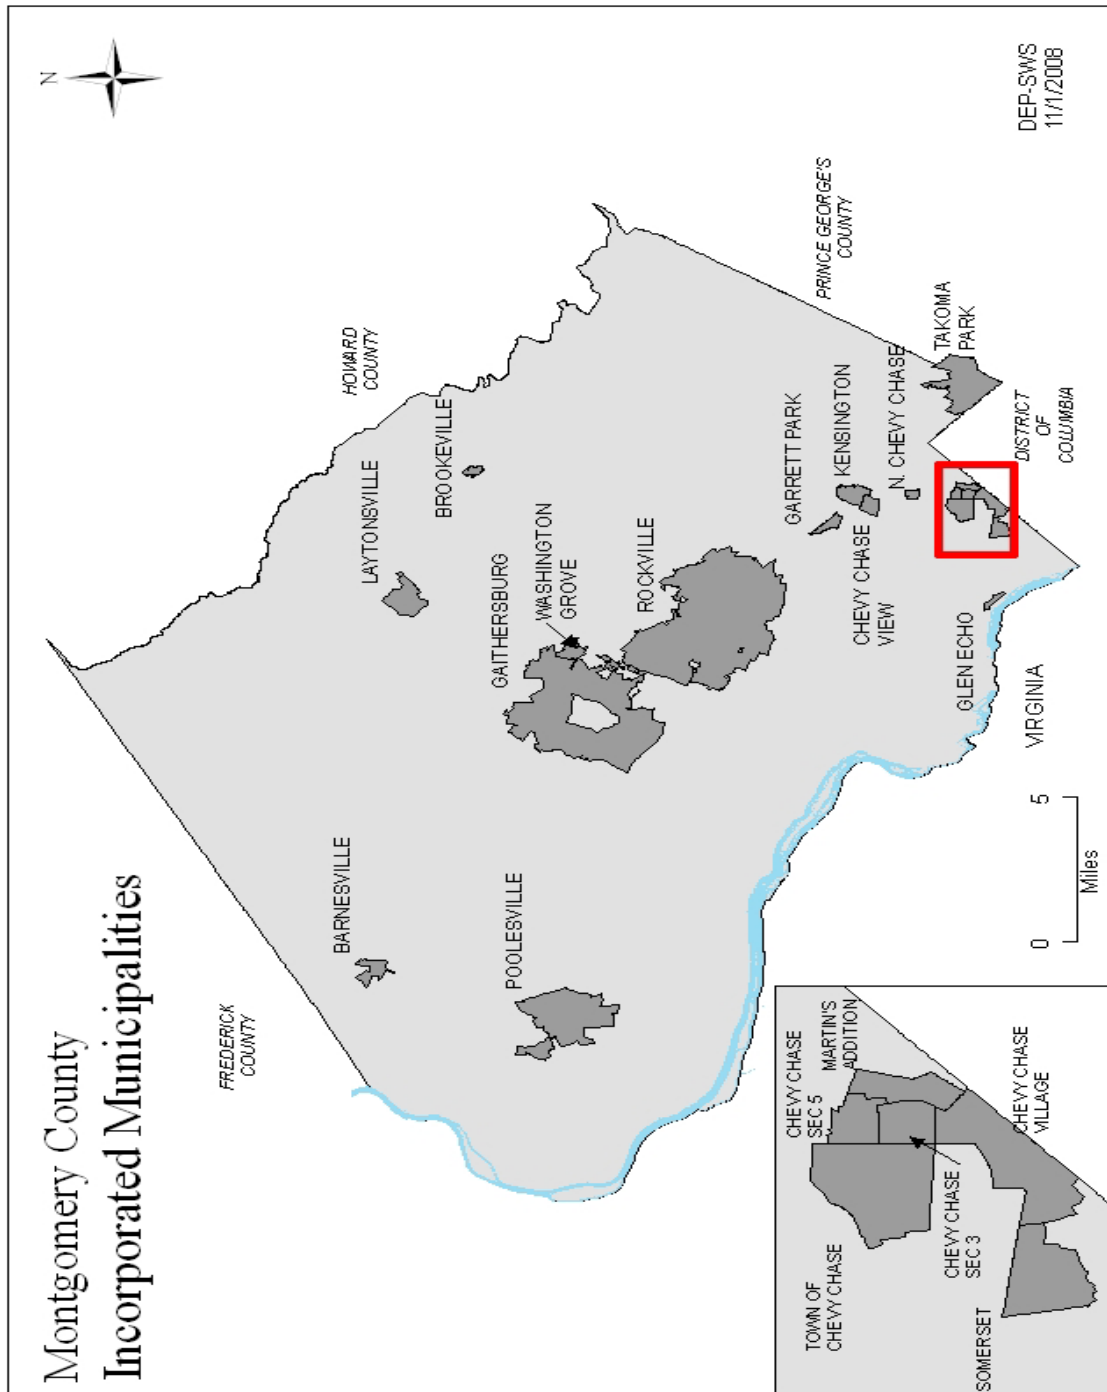 Montgomery County
Incorporated Municipalities
N
DEP-SWS
11/1/2008
FREDERICK
COUNTY
HOWARD
COUNTY
PRINCE GEORGE'S
COUNTY
BARNESVILLE
LAYTONSVILLE
BROOKEVILLE
POOLESVILLE
GAITHERSBURG
WASHINGTON
GROVE
ROCKVILLE
GARRETT PARK
KENSINGTON
CHEVY CHASE
VIEW
N. CHEVY CHASE
TAKOMA
PARK
GLEN ECHO
DISTRICT
OF
COLUMBIA
VIRGINIA
0 5
Miles
CHEVY CHASE
SEC 5
MARTIN'S
ADDITION
TOWN OF
CHEVY CHASE
CHEVY CHASE
SEC 3
CHEVY CHASE
VILLAGE
SOMERSET